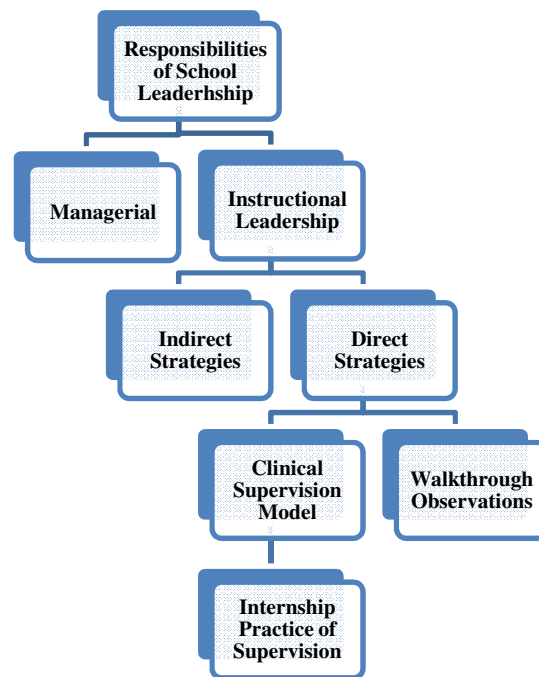 Responsibilities
of School
Leaderhship
Managerial
Instructional
Leadership
Indirect
Strategies
Direct
Strategies
Clinical
Supervision
Model
Walkthrough
Observations
Internship
Practice of
Supervision